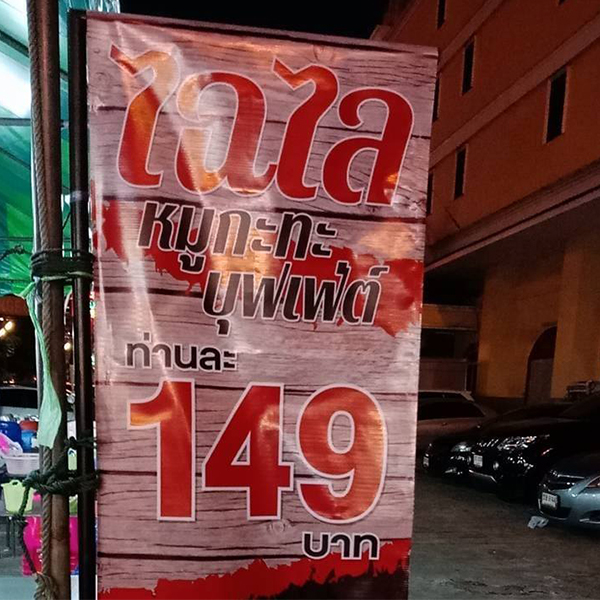 ไฉไล
หมูกะทะ
บุฟเฟ่ต์
ท่านละ
149
บาท